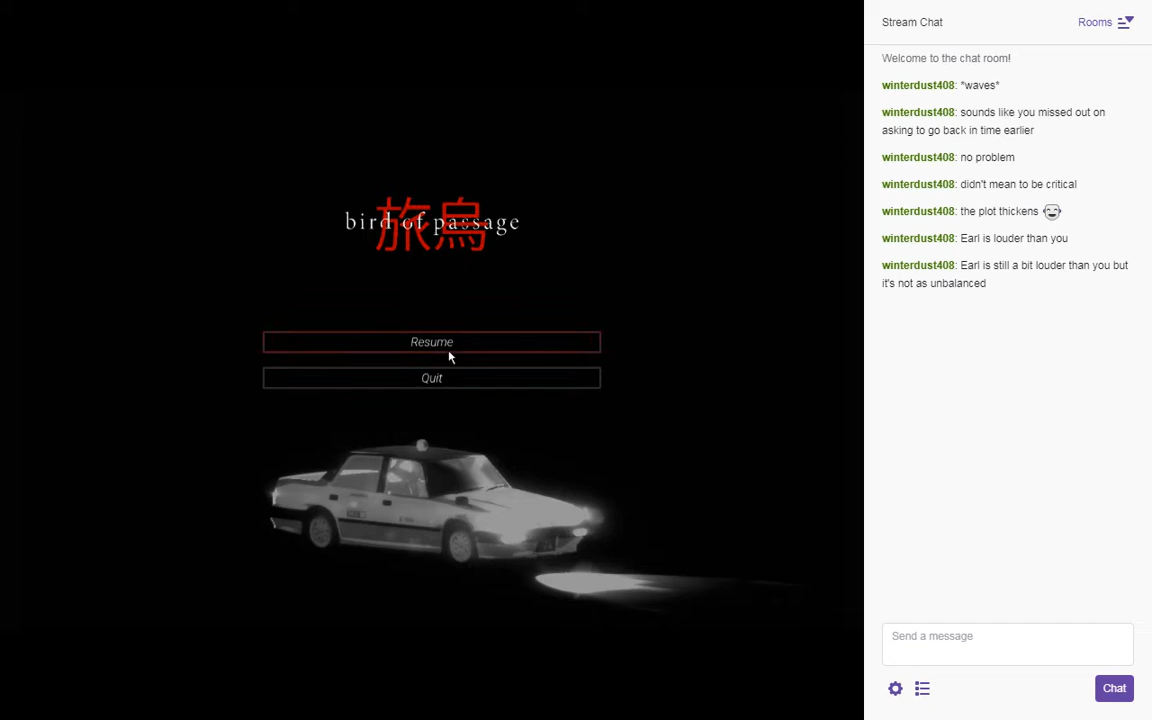 bird of passage
旅烏
Resume
Quit
Stream Chat
Rooms
Welcome to the chat room!
winterdust408: *waves*
winterdust408: sounds like you missed out on
asking to go back in time earlier
winterdust408: no problem
winterdust408: didn't mean to be critical
winterdust408: the plot thickens
winterdust408: Earl is louder than you
winterdust408: Earl is still a bit louder than you but
it's not as unbalanced
Send a message
Chat